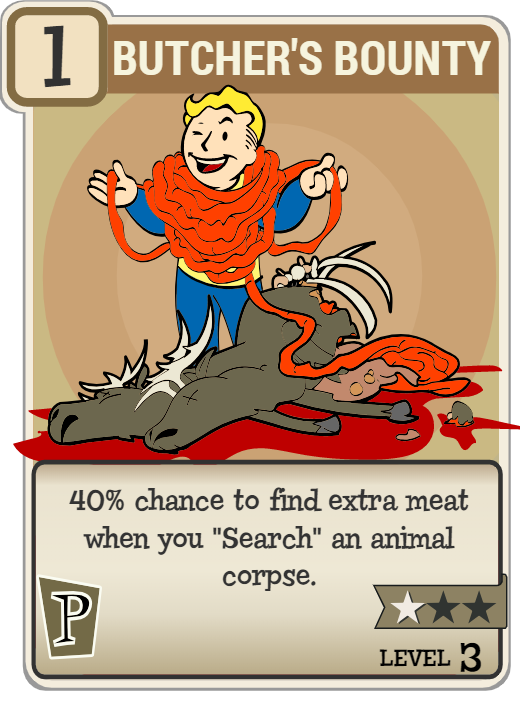 1
BUTCHER'S BOUNTY
40% chance to find extra meat
when you "Search" an animal
corpse.
P
LEVEL 3